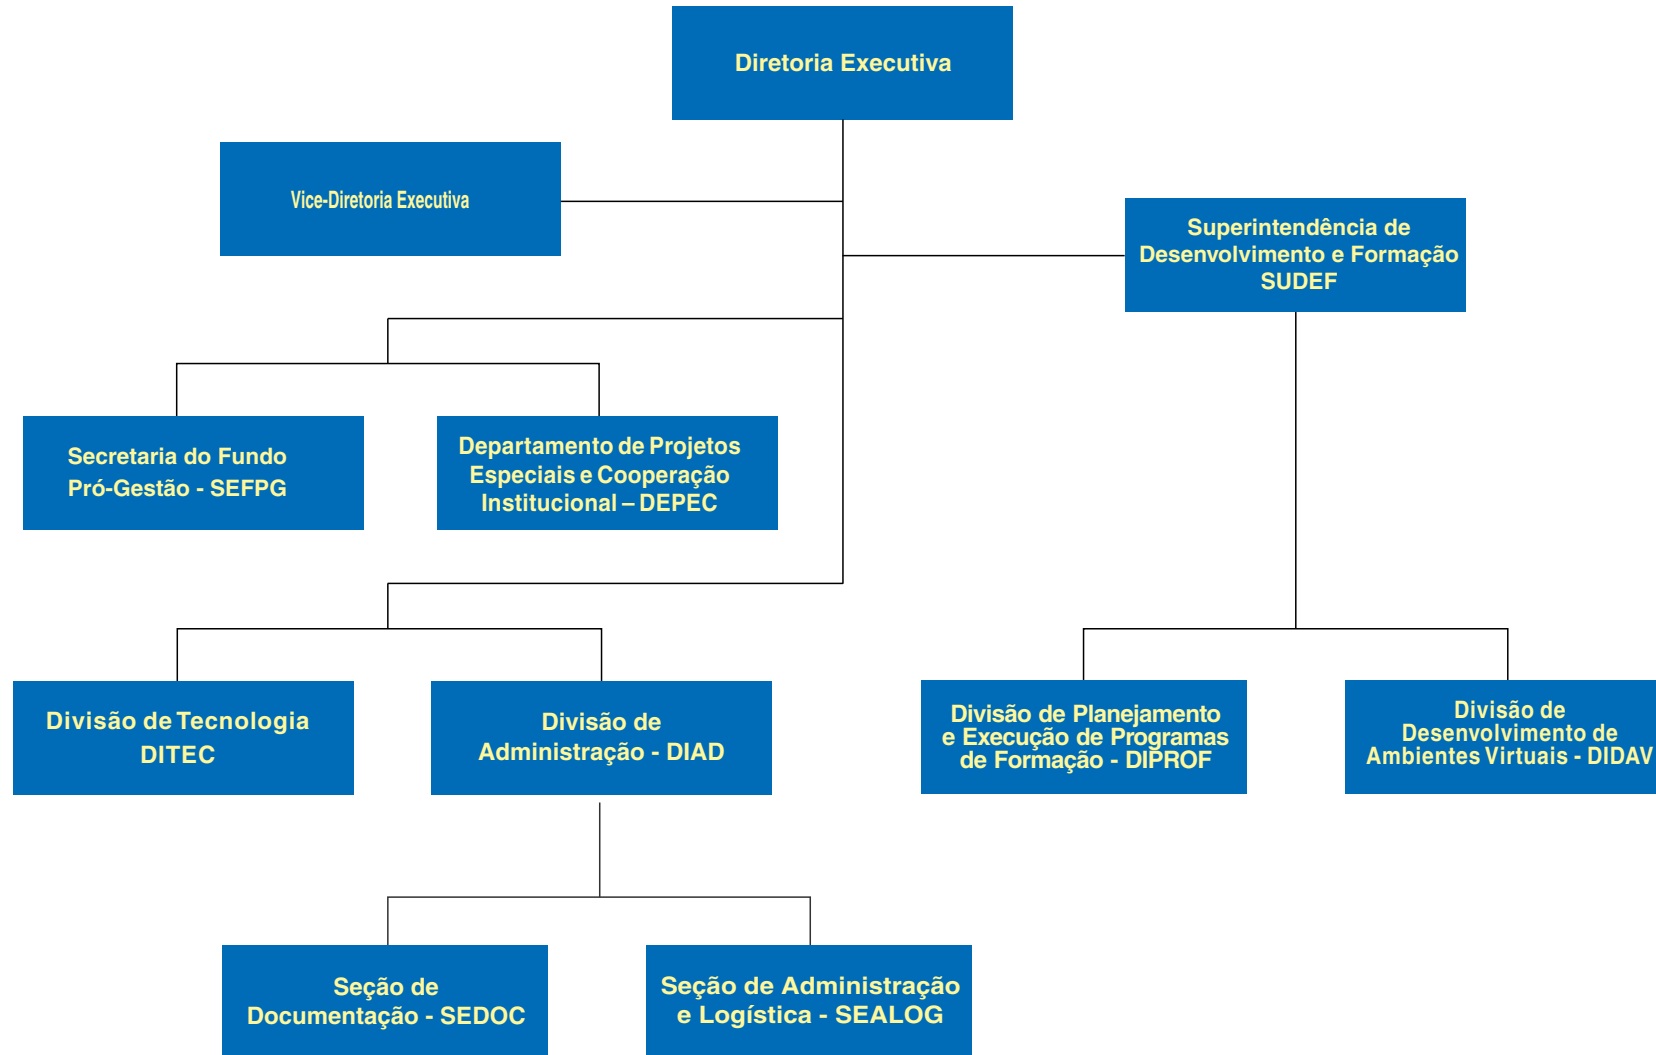 Diretoria Executiva
Vice-Diretoria Executiva
Superintendência de
Desenvolvimento e Formação
SUDEF
Secretaria do Fundo
Pró-Gestão - SEFPG
Departamento de Projetos
Especiais e Cooperação
Institucional – DEPEC
Divisão de Tecnologia
DITEC
Divisão de
Administração - DIAD
Divisão de Planejamento
e Execução de Programas
de Formação - DIPROF
Divisão de
Desenvolvimento de
Ambientes Virtuais - DIDAV
Seção de
Documentação - SEDOC
Seção de Administração
e Logística - SEALOG